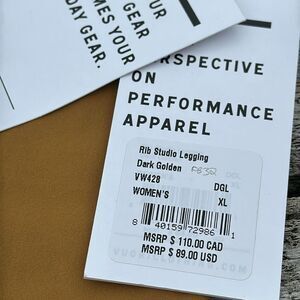 UR
GEAR
MES YOUR
DAY GEAR.
PERSPECTIVE
ON
PERFORMANCE
APPAREL
Rib Studio Legging
Dark Golden
VW428 DGL
WOMEN'S XL
8 40159 72986 1
MSRP $ 110.00 CAD
MSRP $ 89.00 USD